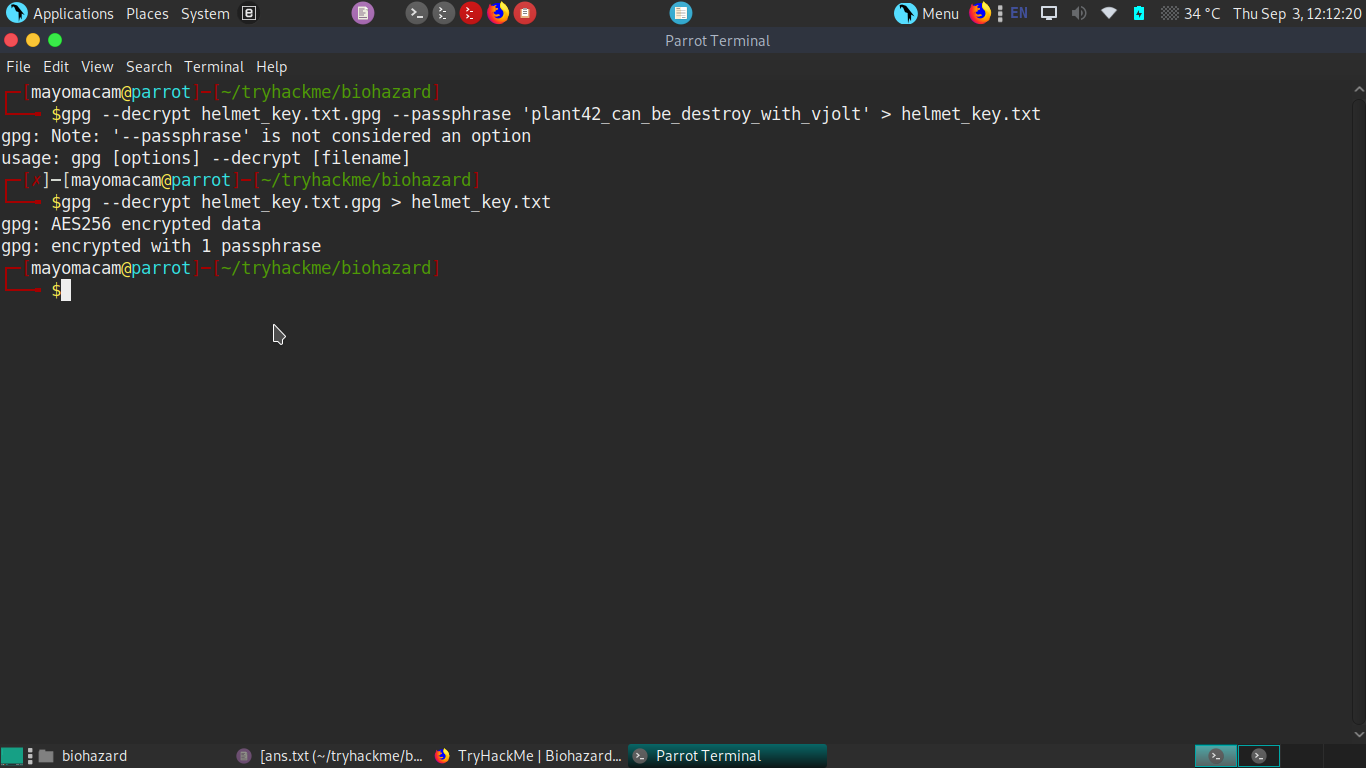 Applications Places System Menu EN 34 °C Thu Sep 3, 12:12:20
Parrot Terminal
File Edit View Search Terminal Help
┌─[mayomacam@parrot]─[~/tryhackme/biohazard]
└──╼ $gpg --decrypt helmet_key.txt.gpg --passphrase 'plant42_can_be_destroy_with_vjolt' > helmet_key.txt
gpg: Note: '--passphrase' is not considered an option
usage: gpg [options] --decrypt [filename]
┌─[✗]─[mayomacam@parrot]─[~/tryhackme/biohazard]
└──╼ $gpg --decrypt helmet_key.txt.gpg > helmet_key.txt
gpg: AES256 encrypted data
gpg: encrypted with 1 passphrase
┌─[mayomacam@parrot]─[~/tryhackme/biohazard]
└──╼ $
biohazard [ans.txt (~/tryhackme/b... TryHackMe | Biohazard... Parrot Terminal